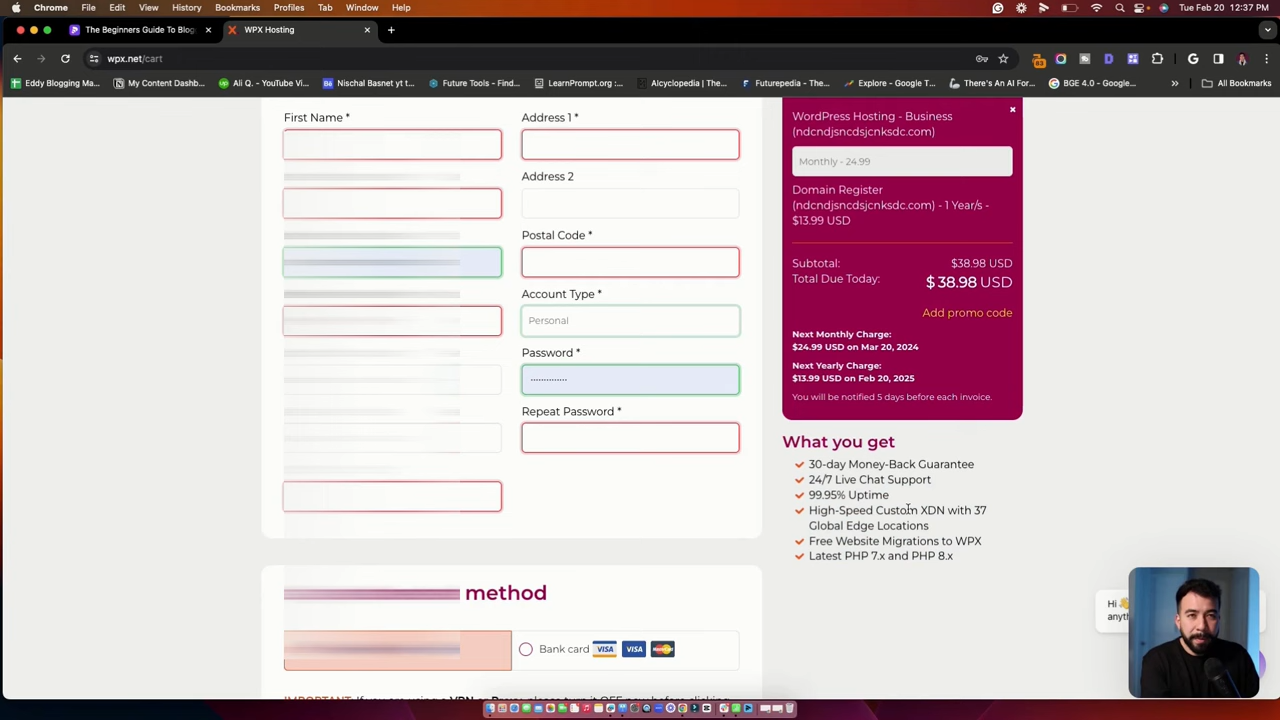 Chrome File Edit View History Bookmarks Profiles Tab Window Help
Tue Feb 20 12:37 PM
The Beginners Guide To Blog
WPX Hosting
wpx.net/cart
Eddy Blogging Ma...
My Content Dashb...
Ali Q. - YouTube Vi...
Nischal Basnet yt t...
Future Tools - Find...
LearnPrompt.org :...
AIcyclopedia | The...
Futurepedia - The...
Explore - Google T...
There's An AI For...
BGE 4.0 - Google...
All Bookmarks
First Name *
Address 1 *
Address 2
Postal Code *
Account Type *
Personal
Password *
Repeat Password *
method
Bank card VISA VISA MasterCard
WordPress Hosting - Business
(ndcndjsncdsjcnksdc.com)
Monthly - 24.99
Domain Register
(ndcndjsncdsjcnksdc.com) - 1 Year/s -
$13.99 USD
Subtotal: $38.98 USD
Total Due Today: $38.98 USD
Add promo code
Next Monthly Charge:
$24.99 USD on Mar 20, 2024
Next Yearly Charge:
$13.99 USD on Feb 20, 2025
You will be notified 5 days before each invoice.
What you get
30-day Money-Back Guarantee
24/7 Live Chat Support
99.95% Uptime
High-Speed Custom XDN with 37
Global Edge Locations
Free Website Migrations to WPX
Latest PHP 7.x and PHP 8.x
Hi